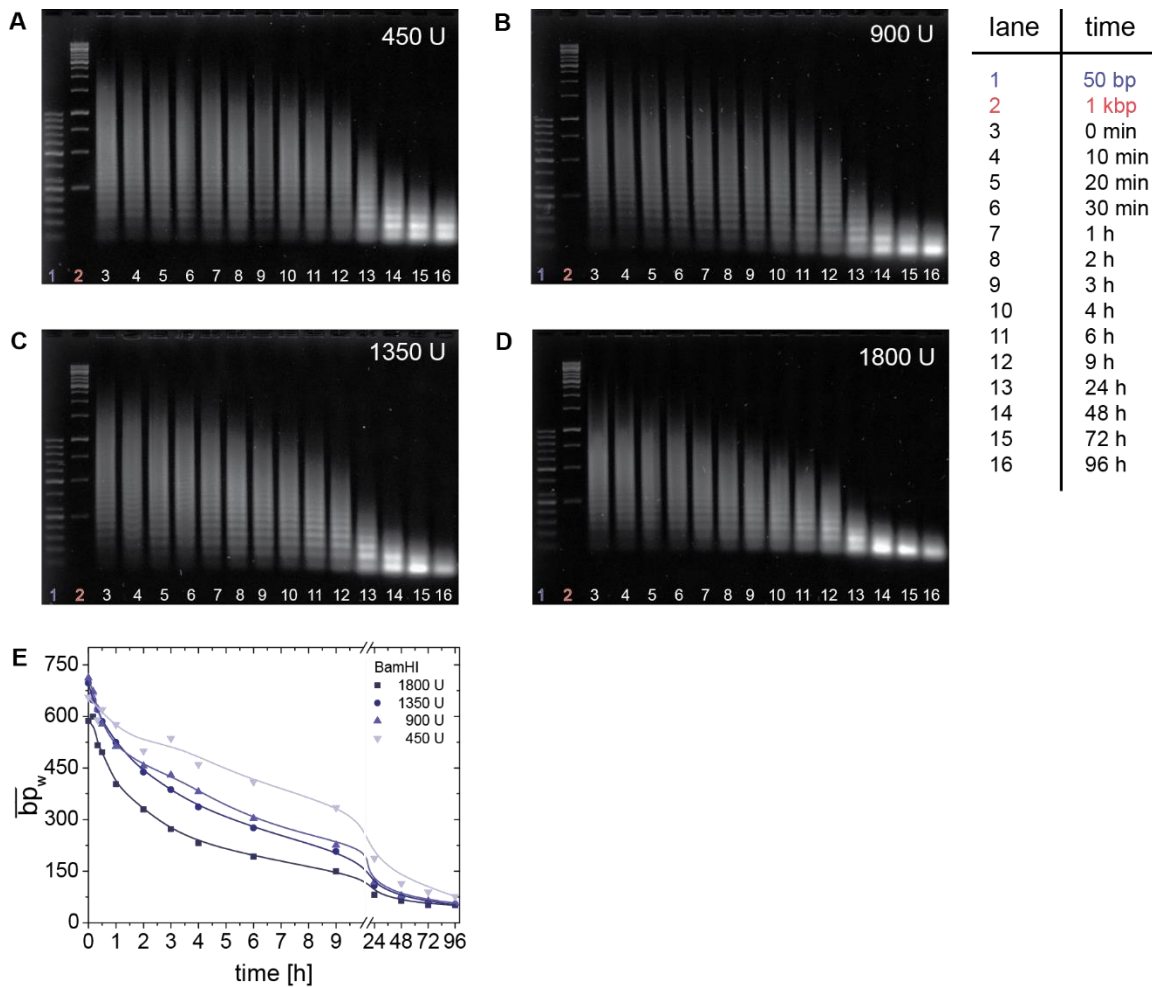 A
450 U
1 2 3 4 5 6 7 8 9 10 11 12 13 14 15 16
B
900 U
1 2 3 4 5 6 7 8 9 10 11 12 13 14 15 16
lane time
1 50 bp
2 1 kbp
3 0 min
4 10 min
5 20 min
6 30 min
7 1 h
8 2 h
9 3 h
10 4 h
11 6 h
12 9 h
13 24 h
14 48 h
15 72 h
16 96 h
C
1350 U
1 2 3 4 5 6 7 8 9 10 11 12 13 14 15 16
D
1800 U
1 2 3 4 5 6 7 8 9 10 11 12 13 14 15 16
E
BamHI
1800 U
1350 U
900 U
450 U
750
600
450
300
150
0
bp_w
0 1 2 3 4 5 6 7 8 9 24 48 72 96
time [h]